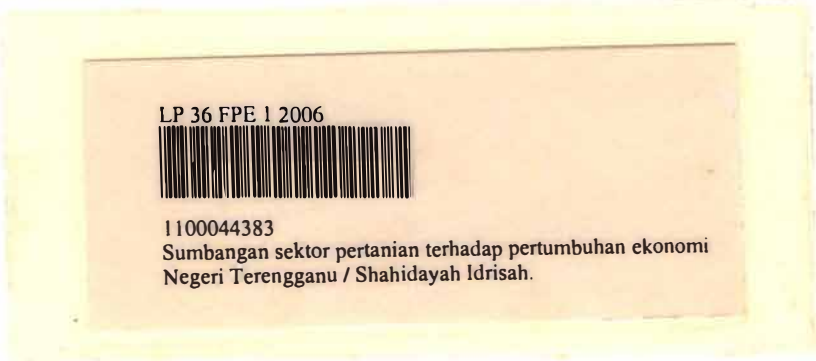 LP 36 FPE 1 2006
1100044383
Sumbangan sektor pertanian terhadap pertumbuhan ekonomi
Negeri Terengganu / Shahidayah Idrisah.